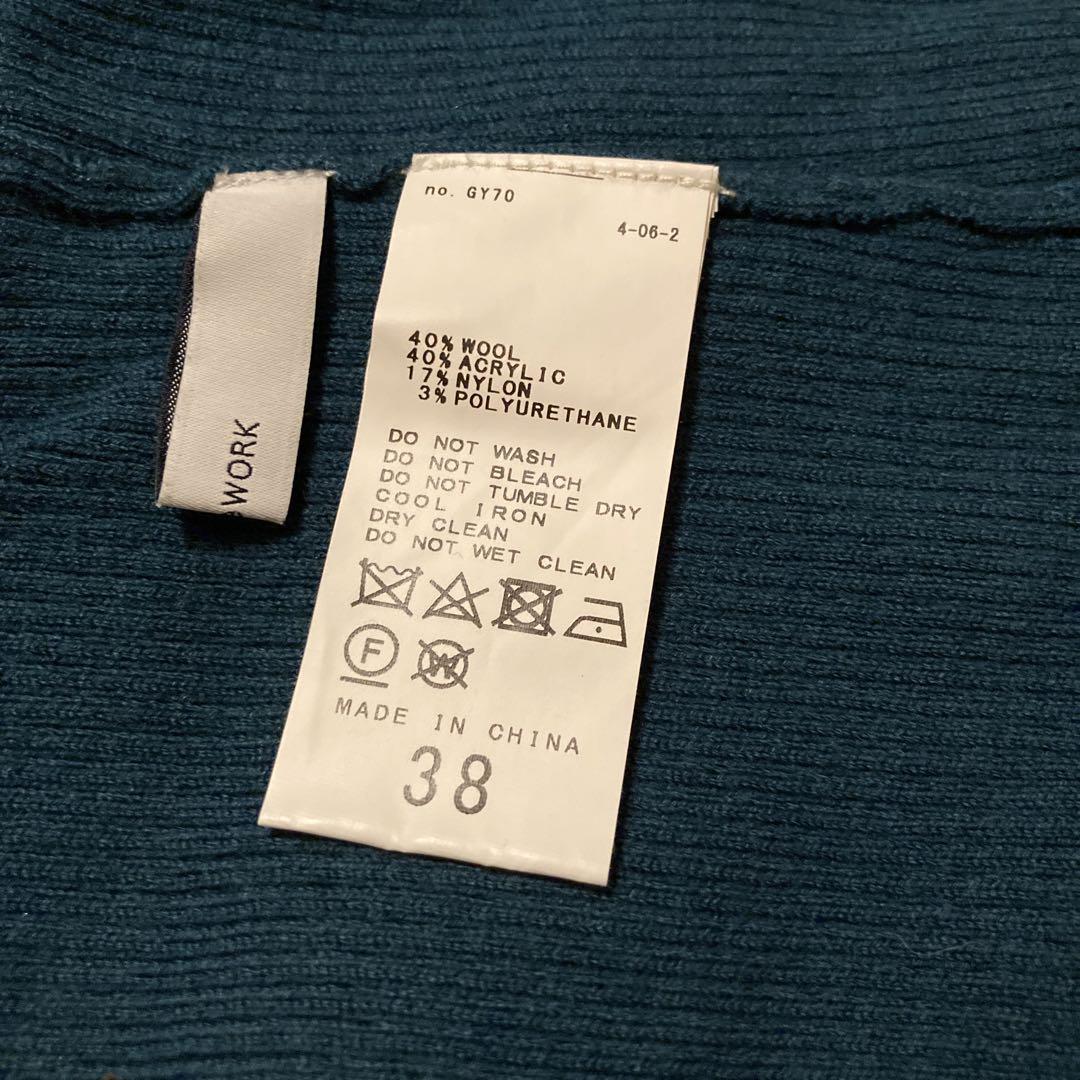 no. GY70
4-06-2
40% WOOL
40% ACRYLIC
17% NYLON
3% POLYURETHANE
DO NOT WASH
DO NOT BLEACH
DO NOT TUMBLE DRY
COOL IRON
DRY CLEAN
DO NOT WET CLEAN
F
W
MADE IN CHINA
38
WORK